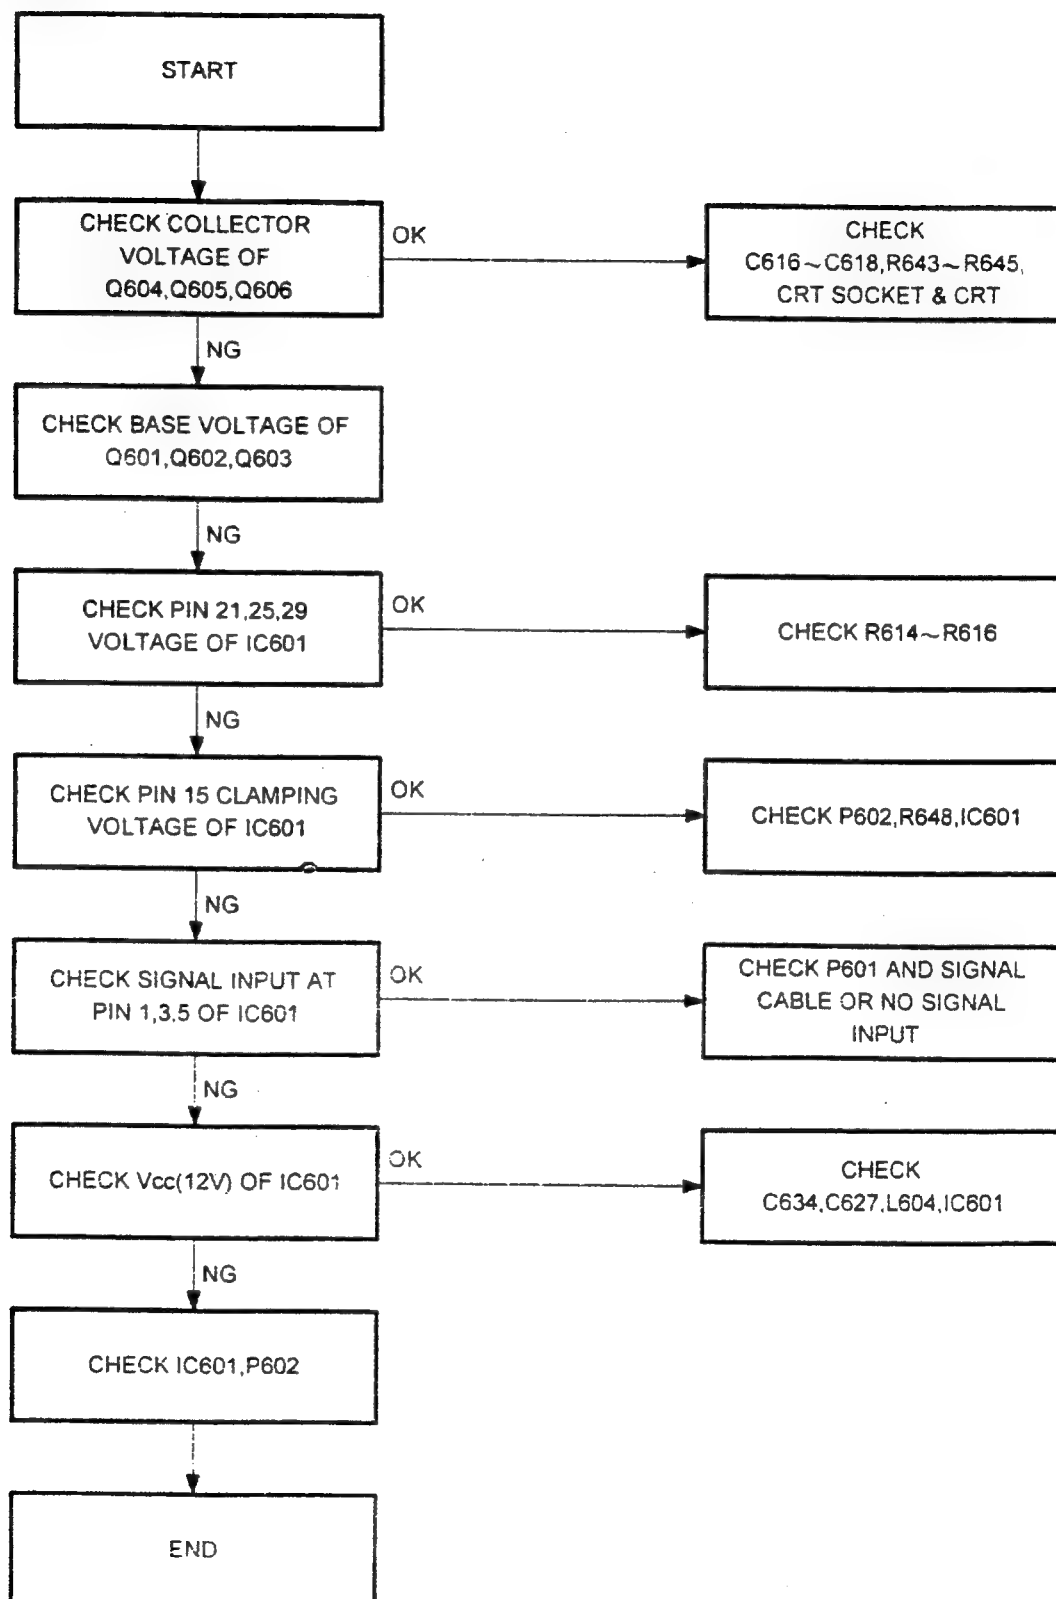 START
CHECK COLLECTOR
VOLTAGE OF
Q604,Q605,Q606
OK
CHECK
C616~C618,R643~R645,
CRT SOCKET & CRT
NG
CHECK BASE VOLTAGE OF
Q601,Q602,Q603
NG
CHECK PIN 21,25,29
VOLTAGE OF IC601
OK
CHECK R614~R616
NG
CHECK PIN 15 CLAMPING
VOLTAGE OF IC601
OK
CHECK P602,R648,IC601
NG
CHECK SIGNAL INPUT AT
PIN 1,3.5 OF IC601
OK
CHECK P601 AND SIGNAL
CABLE OR NO SIGNAL
INPUT
NG
CHECK Vcc(12V) OF IC601
OK
CHECK
C634,C627,L604,IC601
NG
CHECK IC601,P602
END